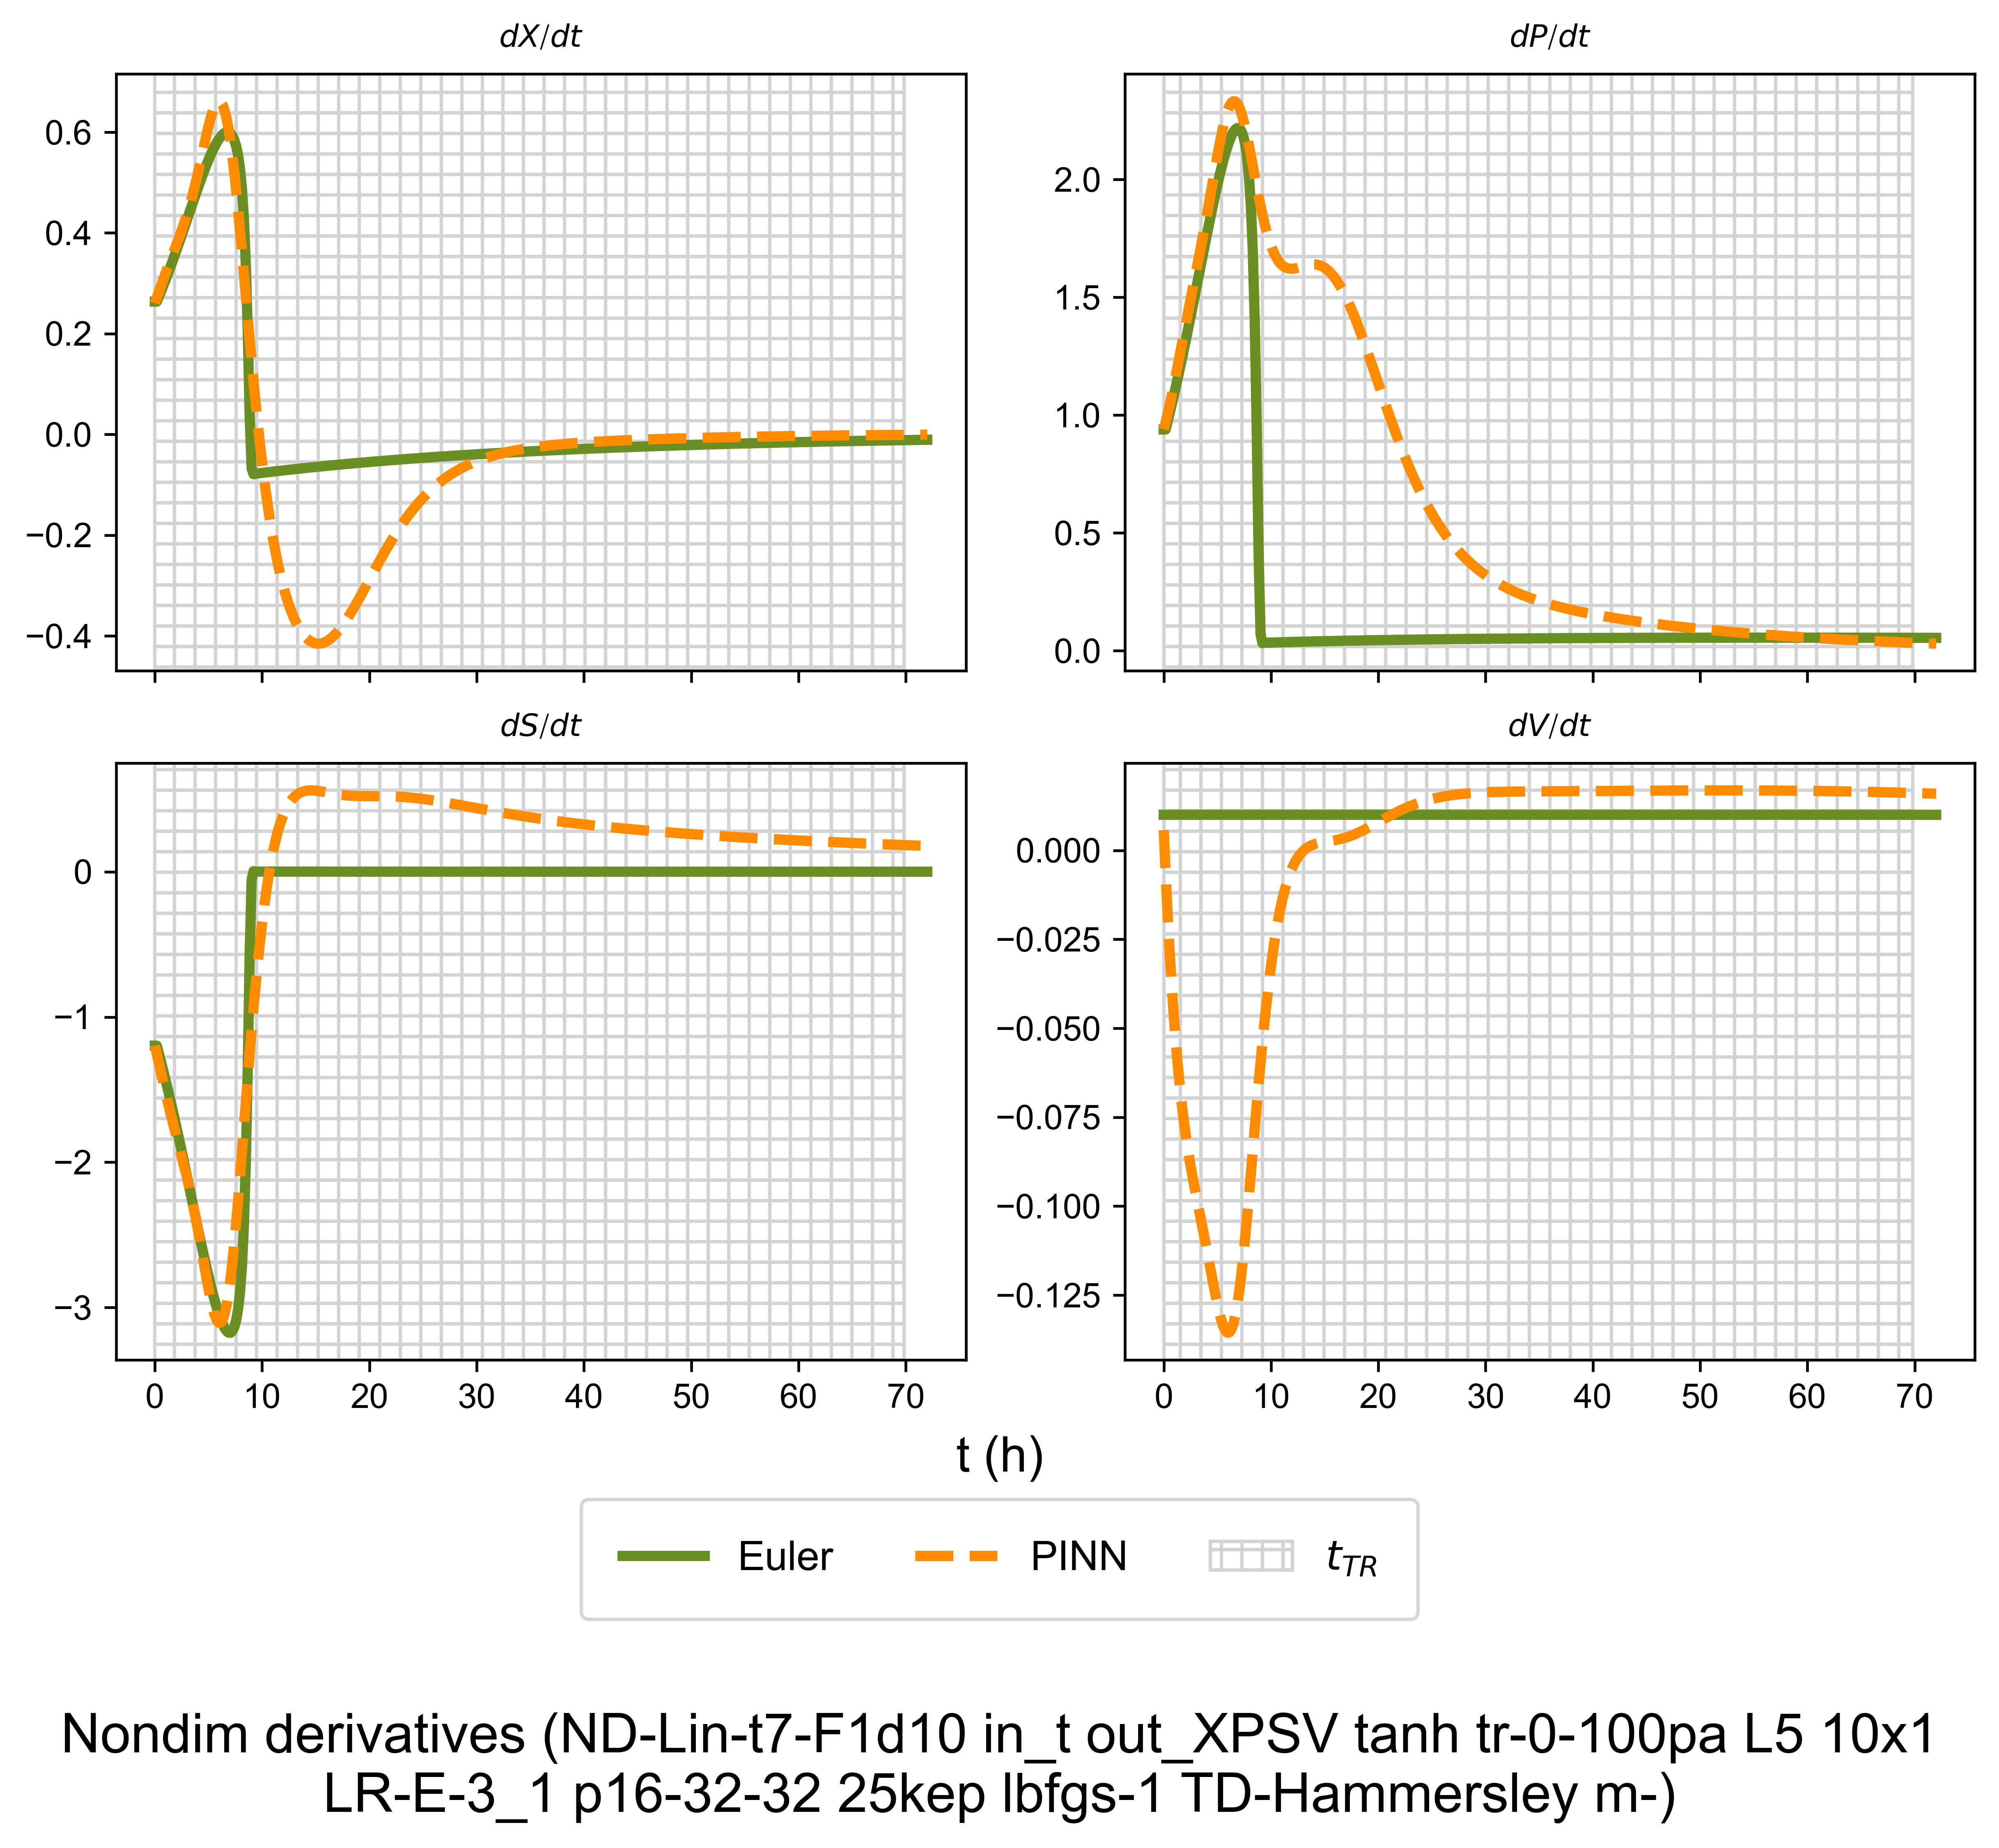 dX/dt
0.6
0.4
0.2
0.0
−0.2
−0.4
dP/dt
2.0
1.5
1.0
0.5
0.0
dS/dt
0
−1
−2
−3
0 10 20 30 40 50 60 70
dV/dt
0.000
−0.025
−0.050
−0.075
−0.100
−0.125
0 10 20 30 40 50 60 70
t (h)
Euler PINN t_TR
Nondim derivatives (ND-Lin-t7-F1d10 in_t out_XPSV tanh tr-0-100pa L5 10x1
LR-E-3_1 p16-32-32 25kep lbfgs-1 TD-Hammersley m-)